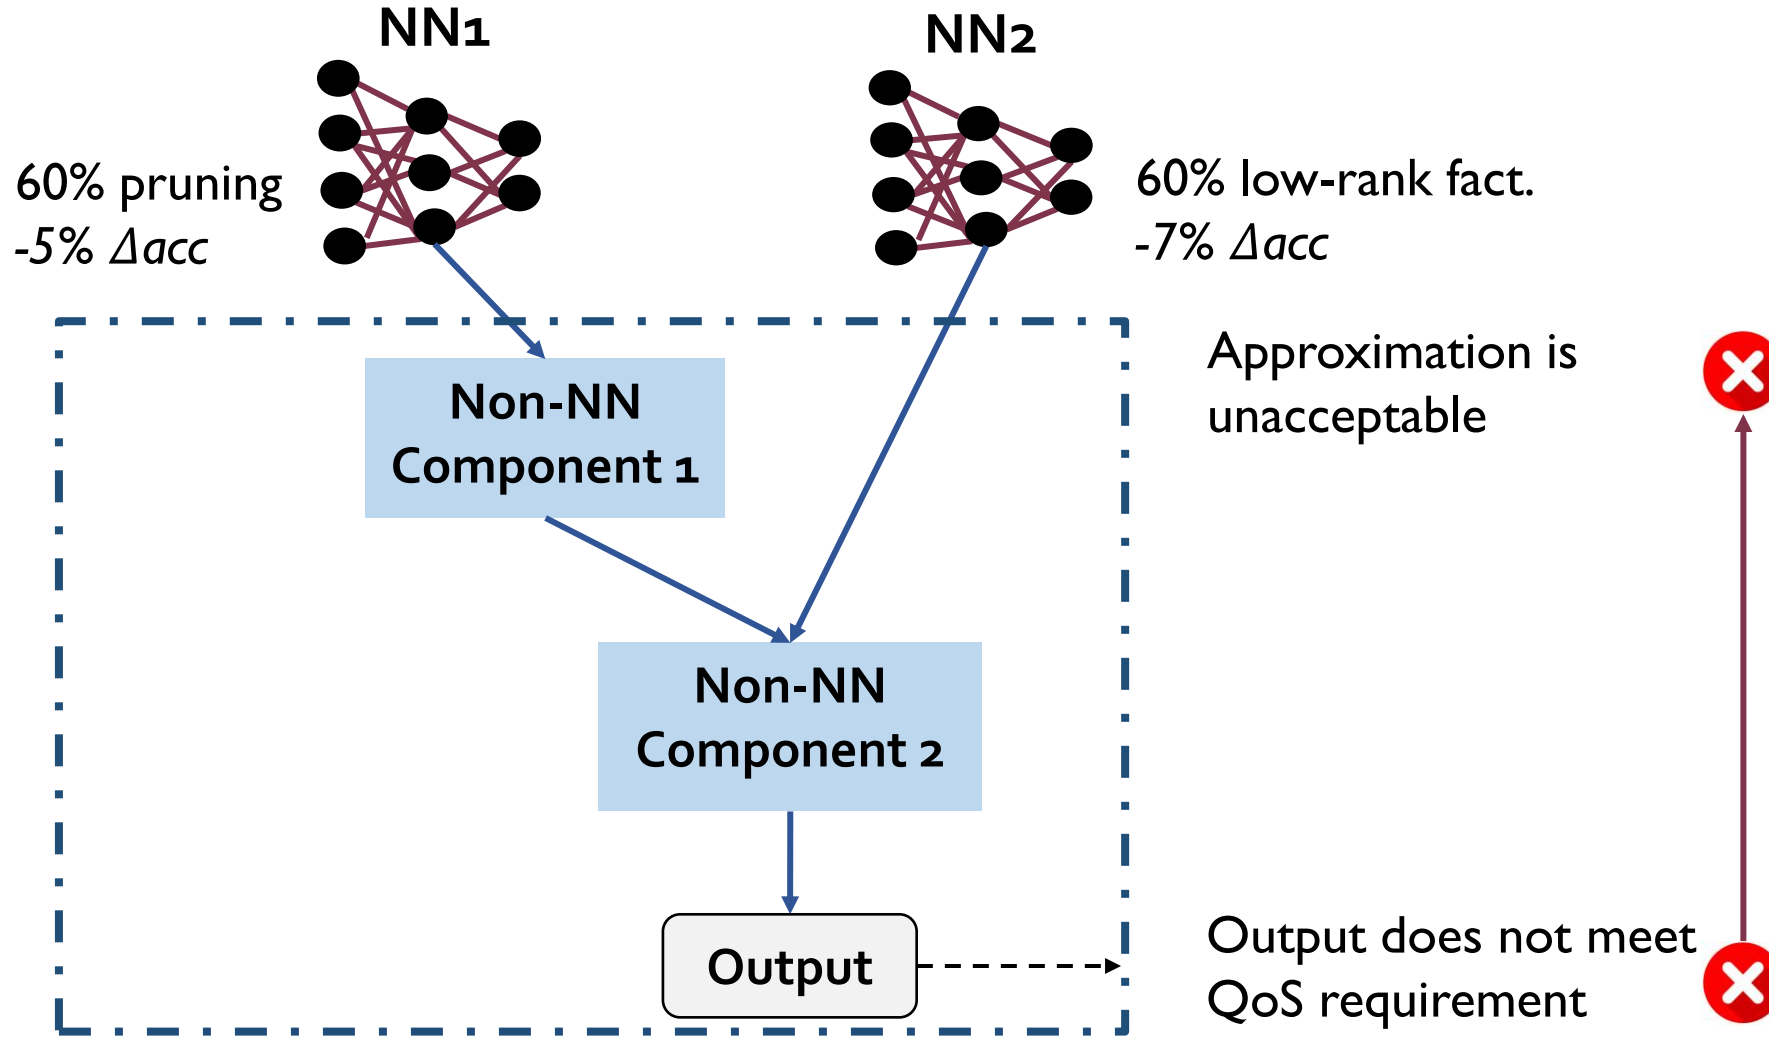 NN1
NN2
60% pruning
-5% Δacc
60% low-rank fact.
-7% Δacc
Non-NN
Component 1
Approximation is
unacceptable
Non-NN
Component 2
Output
Output does not meet
QoS requirement